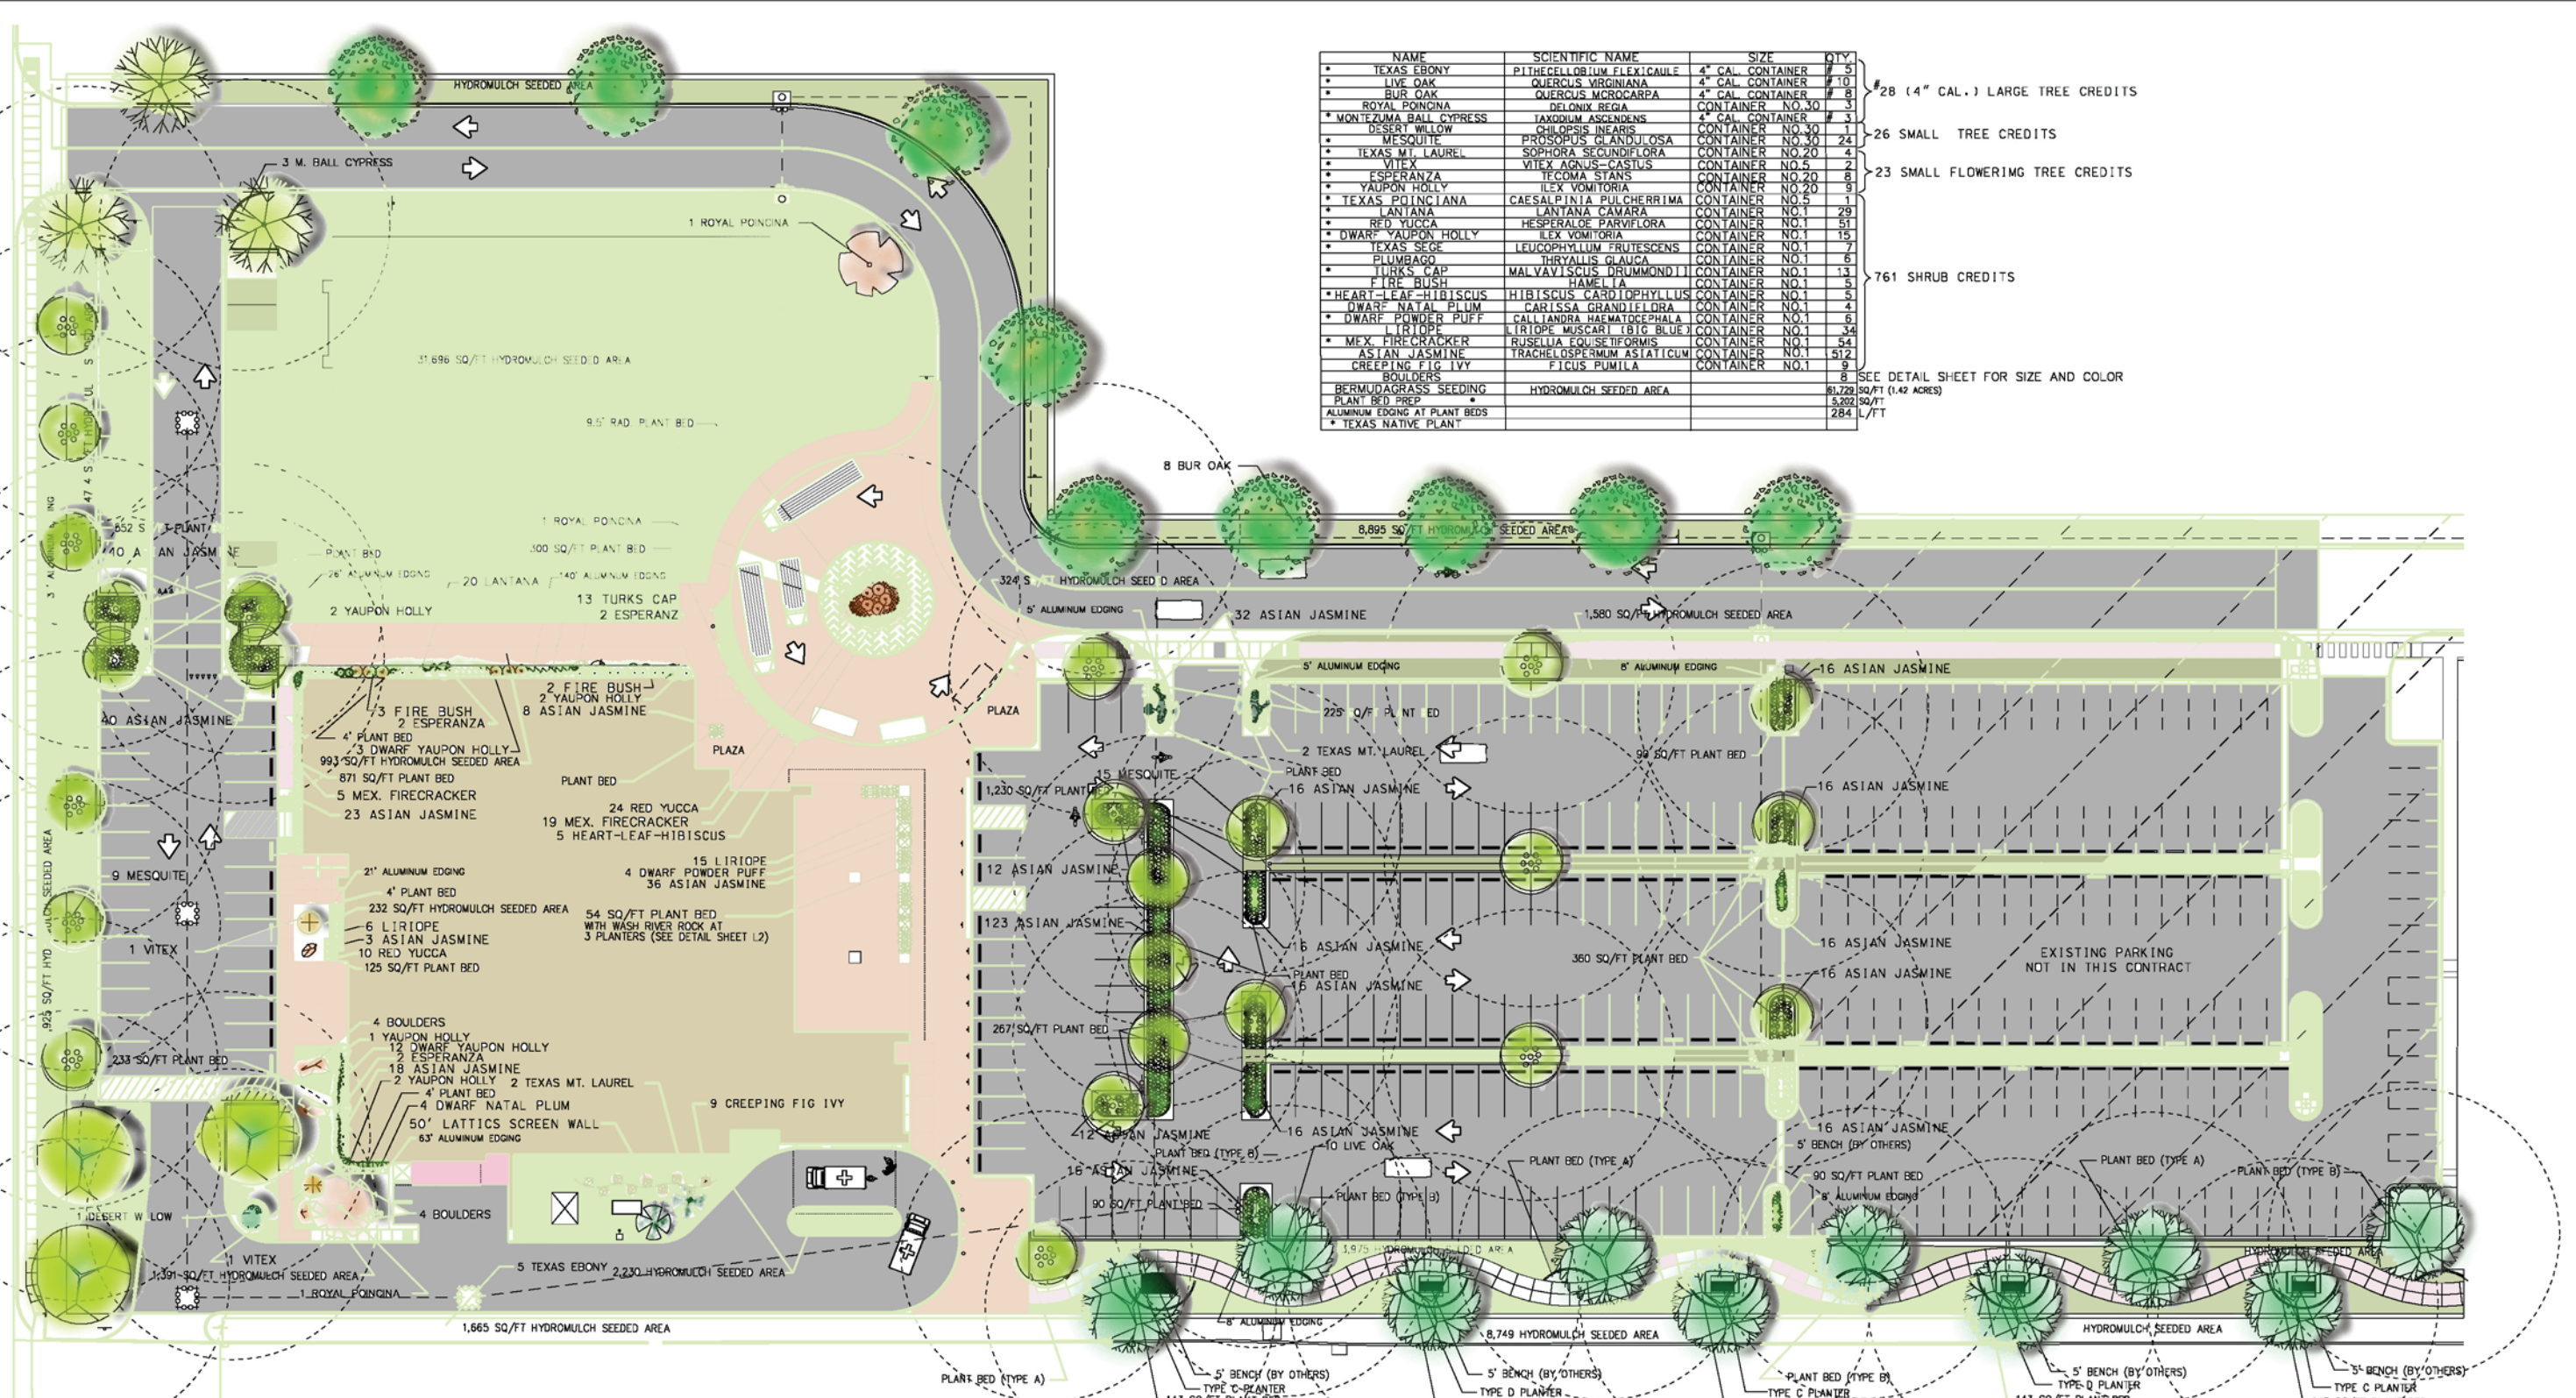 NAME SCIENTIFIC NAME SIZE QTY.
* TEXAS EBONY PITHECELLOBIUM FLEXICAULE 4" CAL. CONTAINER # 5
* LIVE OAK QUERCUS VIRGINIANA 4" CAL. CONTAINER # 10
* BUR OAK QUERCUS MCROCARPA 4" CAL. CONTAINER # 8
ROYAL POINCINA DELONIX REGIA CONTAINER NO.30 3
* MONTEZUMA BALL CYPRESS TAXODIUM ASCENDENS 4" CAL. CONTAINER # 3
DESERT WILLOW CHILOPSIS INEARIS CONTAINER NO.30 1
* MESQUITE PROSOPUS GLANDULOSA CONTAINER NO.30 24
* TEXAS MT. LAUREL SOPHORA SECUNDIFLORA CONTAINER NO.20 4
* VITEX VITEX AGNUS-CASTUS CONTAINER NO.5 2
* ESPERANZA TECOMA STANS CONTAINER NO.20 8
* YAUPON HOLLY ILEX VOMITORIA CONTAINER NO.20 9
* TEXAS POINCIANA CAESALPINIA PULCHERRIMA CONTAINER NO.5 1
* LANTANA LANTANA CAMARA CONTAINER NO.1 29
* RED YUCCA HESPERALOE PARVIFLORA CONTAINER NO.1 51
* DWARF YAUPON HOLLY ILEX VOMITORIA CONTAINER NO.1 15
* TEXAS SEGE LEUCOPHYLLUM FRUTESCENS CONTAINER NO.1 7
PLUMBAGO THRYALLIS GLAUCA CONTAINER NO.1 6
* TURKS CAP MALVAVISCUS DRUMMONDII CONTAINER NO.1 13
FIRE BUSH HAMELIA CONTAINER NO.1 5
* HEART-LEAF-HIBISCUS HIBISCUS CARDIOPHYLLUS CONTAINER NO.1 5
DWARF NATAL PLUM CARISSA GRANDIFLORA CONTAINER NO.1 4
* DWARF POWDER PUFF CALLIANDRA HAEMATOCEPHALA CONTAINER NO.1 6
LIRIOPE LIRIOPE MUSCARI (BIG BLUE) CONTAINER NO.1 34
* MEX. FIRECRACKER RUSELLIA EQUISETIFORMIS CONTAINER NO.1 54
ASIAN JASMINE TRACHELOSPERMUM ASIATICUM CONTAINER NO.1 512
CREEPING FIG IVY FICUS PUMILA CONTAINER NO.1 9
BOULDERS 8 SEE DETAIL SHEET FOR SIZE AND COLOR
BERMUDAGRASS SEEDING HYDROMULCH SEEDED AREA 61,729 SQ/FT (1.42 ACRES)
PLANT BED PREP * 5,202 SQ/FT
ALUMINUM EDGING AT PLANT BEDS 284 L/FT
* TEXAS NATIVE PLANT
#28 (4" CAL.) LARGE TREE CREDITS
26 SMALL TREE CREDITS
23 SMALL FLOWERIMG TREE CREDITS
761 SHRUB CREDITS
HYDROMULCH SEEDED AREA
3 M. BALL CYPRESS
1 ROYAL POINCINA
31,696 SQ/FT HYDROMULCH SEEDED AREA
9.5' RAD PLANT BED
8 BUR OAK
1 ROYAL POINCINA
300 SQ/FT PLANT BED
PLANT BED
26' ALUMINUM EDGING
20 LANTANA
140' ALUMINUM EDGING
13 TURKS CAP
2 YAUPON HOLLY
2 ESPERANZ
8,895 SQ/FT HYDROMULCH SEEDED AREA
HYDROMULCH SEEDED AREA
5' ALUMINUM EDGING
32 ASIAN JASMINE
1,580 SQ/FT HYDROMULCH SEEDED AREA
5' ALUMINUM EDGING
8' ALUMINUM EDGING
16 ASIAN JASMINE
2 FIRE BUSH
2 YAUPON HOLLY
8 ASIAN JASMINE
3 FIRE BUSH
2 ESPERANZA
40 ASIAN JASMINE
4' PLANT BED
3 DWARF YAUPON HOLLY
993 SQ/FT HYDROMULCH SEEDED AREA
871 SQ/FT PLANT BED
5 MEX. FIRECRACKER
23 ASIAN JASMINE
PLANT BED
PLAZA
PLAZA
225 SQ/FT PLANT BED
2 TEXAS MT. LAUREL
90 SQ/FT PLANT BED
15 MESQUITE
PLANT BED
1,230 SQ/FT PLANT BED
16 ASIAN JASMINE
16 ASIAN JASMINE
24 RED YUCCA
19 MEX. FIRECRACKER
5 HEART-LEAF-HIBISCUS
15 LIRIOPE
4 DWARF POWDER PUFF
36 ASIAN JASMINE
12 ASIAN JASMINE
21' ALUMINUM EDGING
9 MESQUITE
4' PLANT BED
232 SQ/FT HYDROMULCH SEEDED AREA
54 SQ/FT PLANT BED
WITH WASH RIVER ROCK AT
3 PLANTERS (SEE DETAIL SHEET L2)
123 ASIAN JASMINE
6 LIRIOPE
3 ASIAN JASMINE
10 RED YUCCA
125 SQ/FT PLANT BED
1 VITEX
16 ASIAN JASMINE
16 ASIAN JASMINE
360 SQ/FT PLANT BED
EXISTING PARKING
NOT IN THIS CONTRACT
PLANT BED
16 ASIAN JASMINE
16 ASIAN JASMINE
267 SQ/FT PLANT BED
4 BOULDERS
1 YAUPON HOLLY
12 DWARF YAUPON HOLLY
2 ESPERANZA
18 ASIAN JASMINE
2 YAUPON HOLLY
2 TEXAS MT. LAUREL
4' PLANT BED
4 DWARF NATAL PLUM
50' LATTICS SCREEN WALL
63' ALUMINUM EDGING
233 SQ/FT PLANT BED
9 CREEPING FIG IVY
12 ASIAN JASMINE
16 ASIAN JASMINE
16 ASIAN JASMINE
10 LIVE OAK
5' BENCH (BY OTHERS)
PLANT BED (TYPE B)
PLANT BED (TYPE A)
PLANT BED (TYPE A)
PLANT BED (TYPE B)
16 ASIAN JASMINE
90 SQ/FT PLANT BED
PLANT BED (TYPE B)
90 SQ/FT PLANT BED
8' ALUMINUM EDGING
4 BOULDERS
1 VITEX
1,391 SQ/FT HYDROMULCH SEEDED AREA
1 ROYAL POINCINA
5 TEXAS EBONY
2,230 HYDROMULCH SEEDED AREA
3,975 HYDROMULCH SEEDED AREA
HYDROMULCH SEEDED AREA
1,665 SQ/FT HYDROMULCH SEEDED AREA
8' ALUMINUM EDGING
8,749 HYDROMULCH SEEDED AREA
HYDROMULCH SEEDED AREA
PLANT BED (TYPE A)
5' BENCH (BY OTHERS)
TYPE C PLANTER
5' BENCH (BY OTHERS)
TYPE D PLANTER
PLANT BED (TYPE B)
TYPE C PLANTER
5' BENCH (BY OTHERS)
TYPE D PLANTER
5' BENCH (BY OTHERS)
TYPE C PLANTER